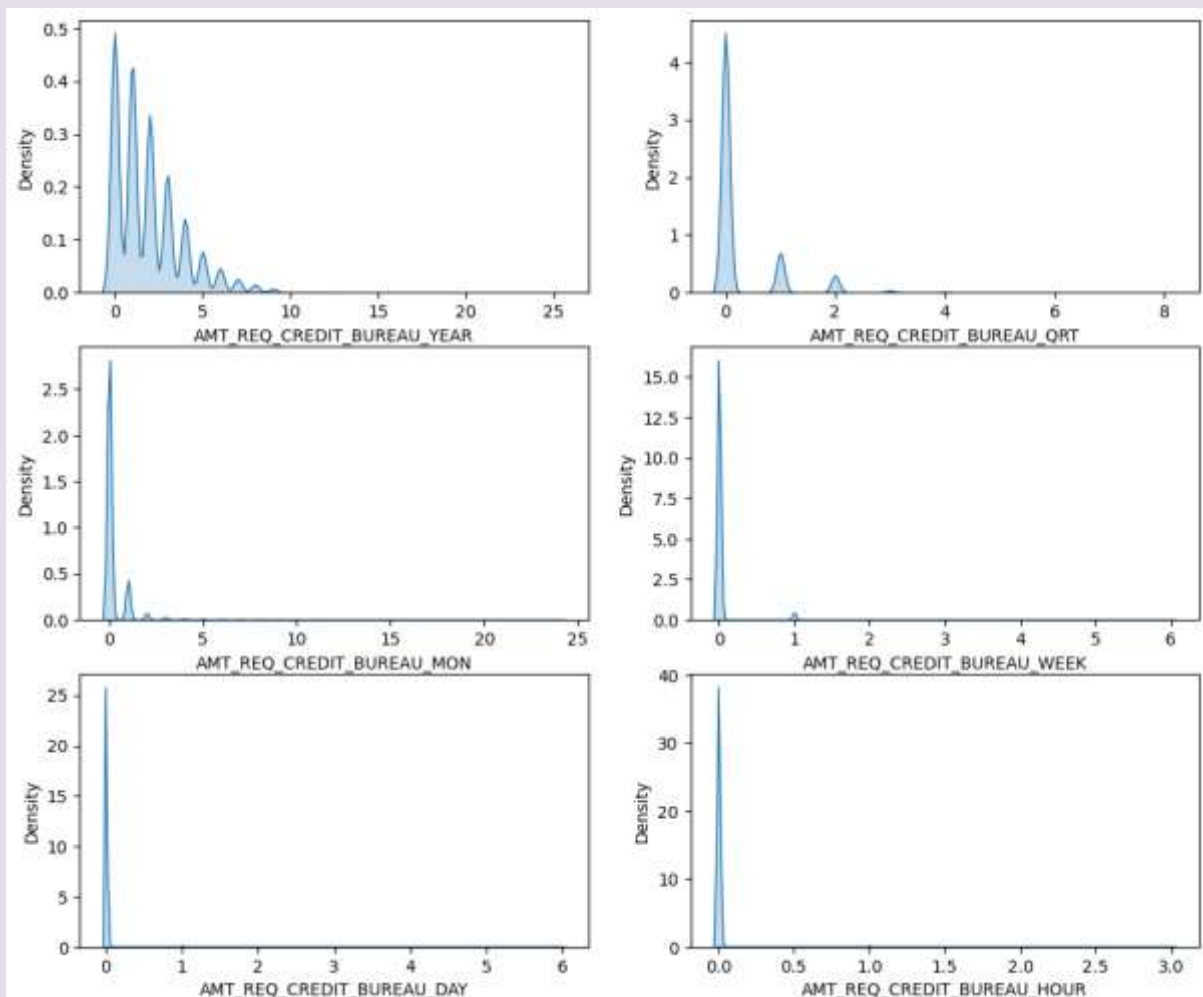 0.5
0.4
0.3
0.2
0.1
0.0
Density
0 5 10 15 20 25
AMT_REQ_CREDIT_BUREAU_YEAR
4
3
2
1
0
Density
0 2 4 6 8
AMT_REQ_CREDIT_BUREAU_QRT
2.5
2.0
1.5
1.0
0.5
0.0
Density
0 5 10 15 20 25
AMT_REQ_CREDIT_BUREAU_MON
15.0
12.5
10.0
7.5
5.0
2.5
0.0
Density
0 1 2 3 4 5 6
AMT_REQ_CREDIT_BUREAU_WEEK
25
20
15
10
5
0
Density
0 1 2 3 4 5 6
AMT_REQ_CREDIT_BUREAU_DAY
40
30
20
10
0
Density
0.0 0.5 1.0 1.5 2.0 2.5 3.0
AMT_REQ_CREDIT_BUREAU_HOUR